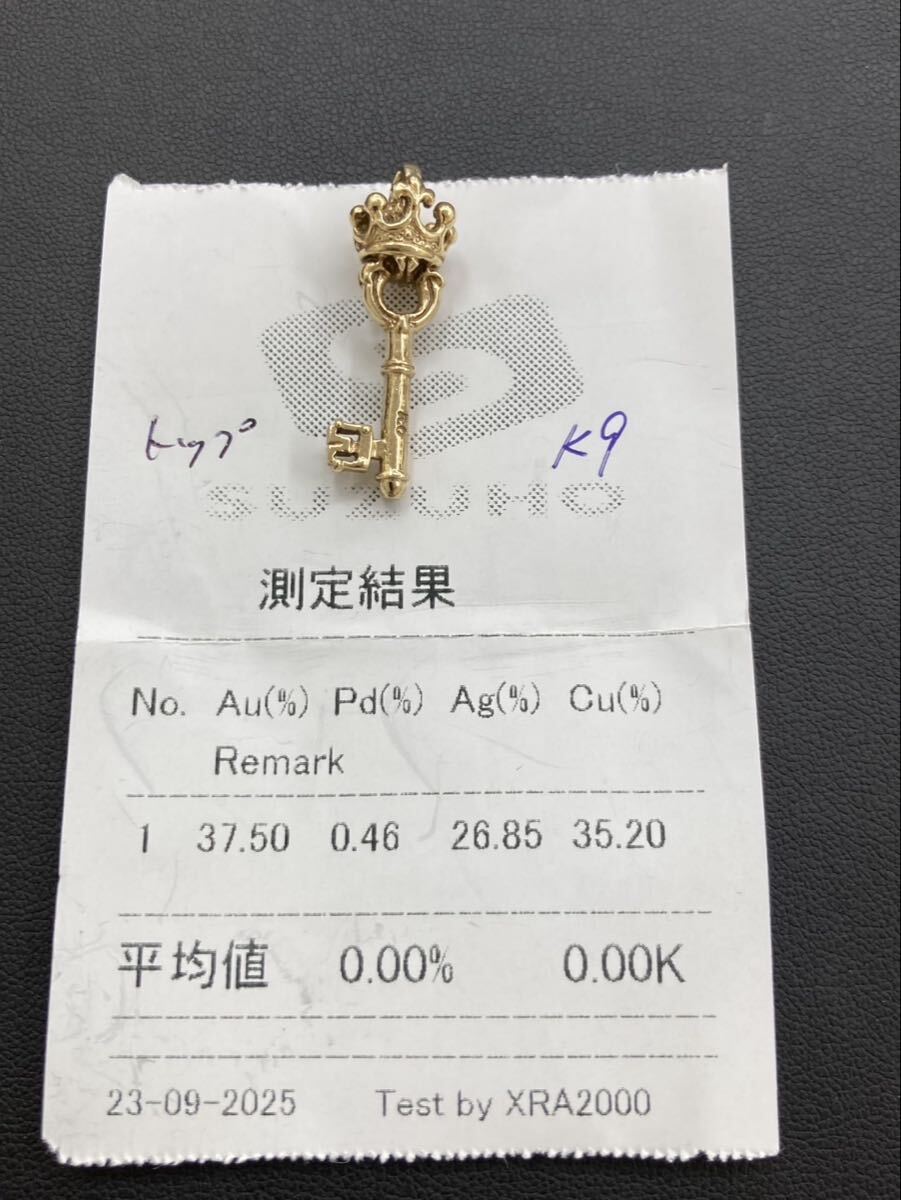 トップ
K9
SUZUHO
測定結果
No. Au(%) Pd(%) Ag(%) Cu(%)
Remark
1 37.50 0.46 26.85 35.20
平均値 0.00% 0.00K
23-09-2025 Test by XRA2000